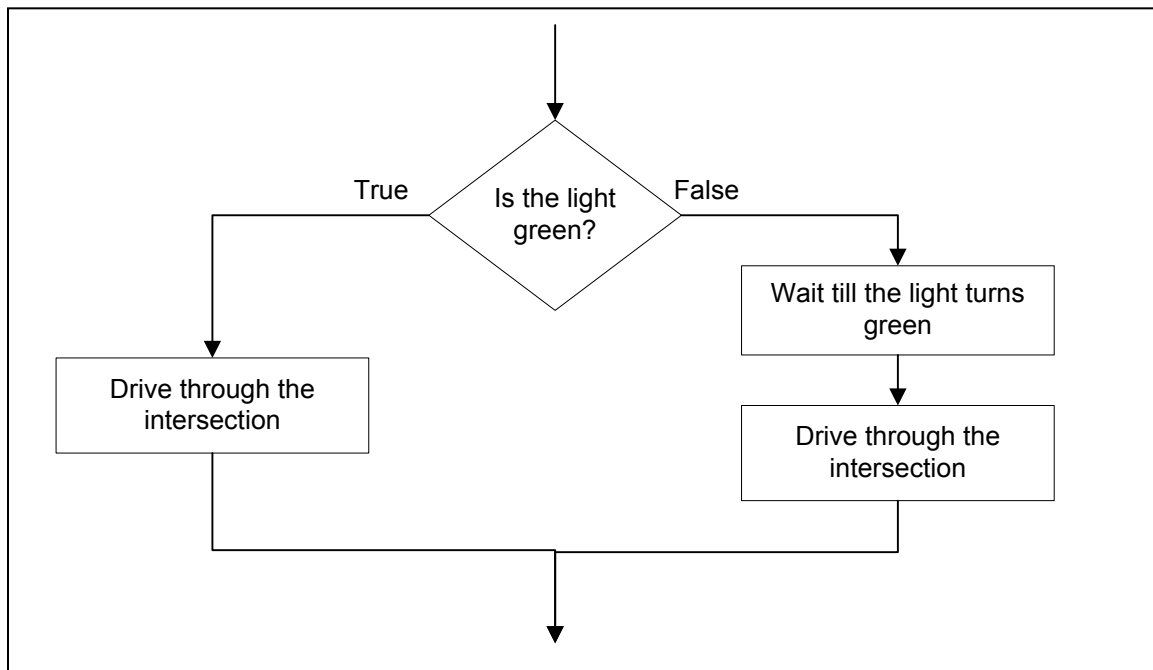 True
Is the light
green?
False
Wait till the light turns
green
Drive through the
intersection
Drive through the
intersection